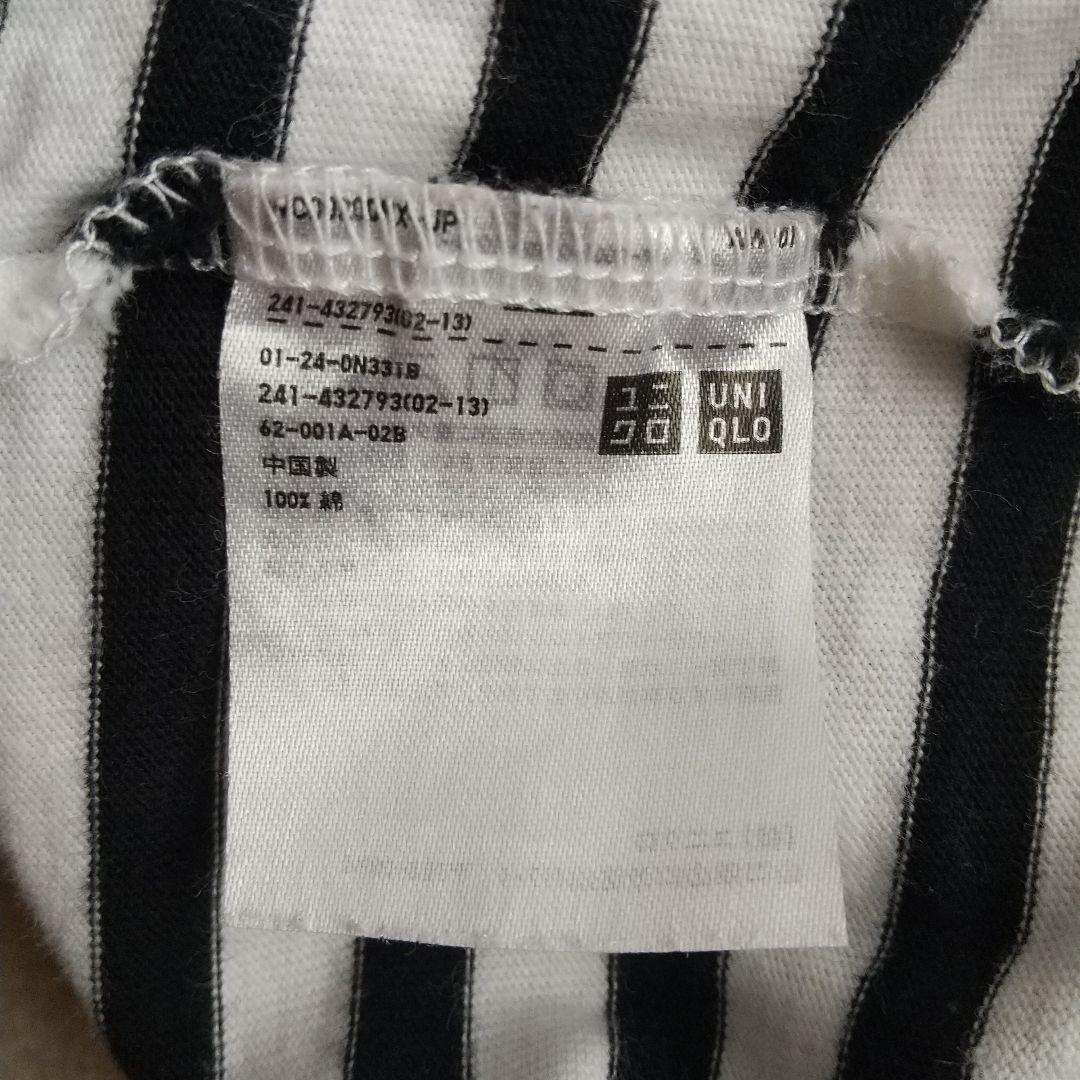 241-432793(02-13)
01-24-0N331B
241-432793(02-13)
62-001A-02B
中国製
100% 綿
ユニ
クロ
UNI
QLO